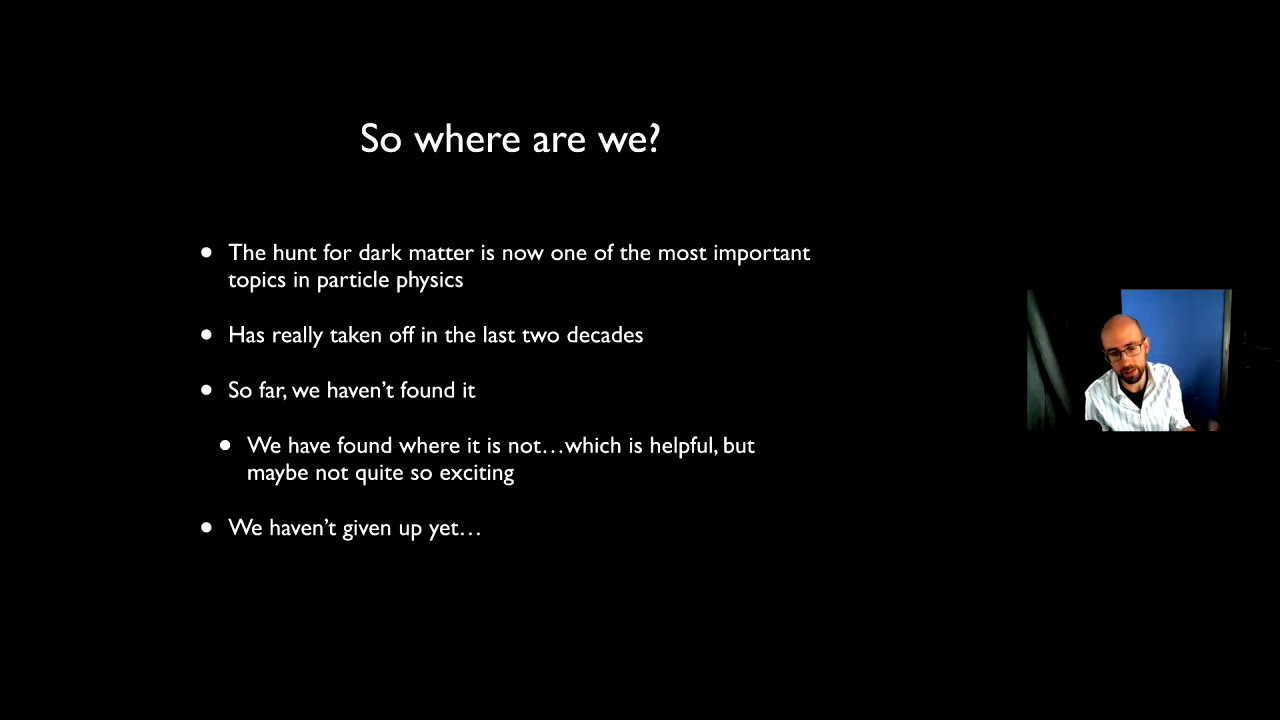 So where are we?
• The hunt for dark matter is now one of the most important
topics in particle physics
• Has really taken off in the last two decades
• So far, we haven’t found it
• We have found where it is not…which is helpful, but
maybe not quite so exciting
• We haven’t given up yet…